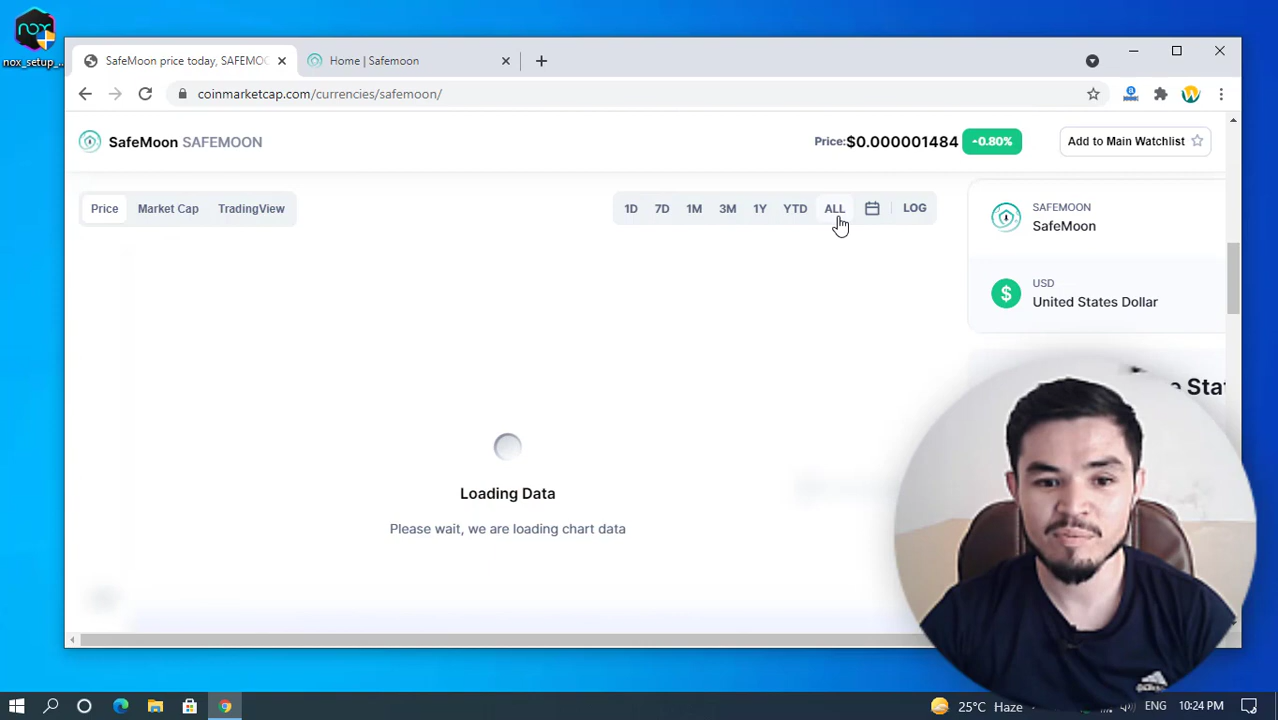 nox
nox_setup_...
SafeMoon price today, SAFEMOO
Home | Safemoon
coinmarketcap.com/currencies/safemoon/
SafeMoon SAFEMOON
Price:$0.000001484 0.80%
Add to Main Watchlist
Price Market Cap TradingView
1D 7D 1M 3M 1Y YTD ALL LOG
SAFEMOON
SafeMoon
$
USD
United States Dollar
Loading Data
Please wait, we are loading chart data
25°C Haze
ENG
10:24 PM